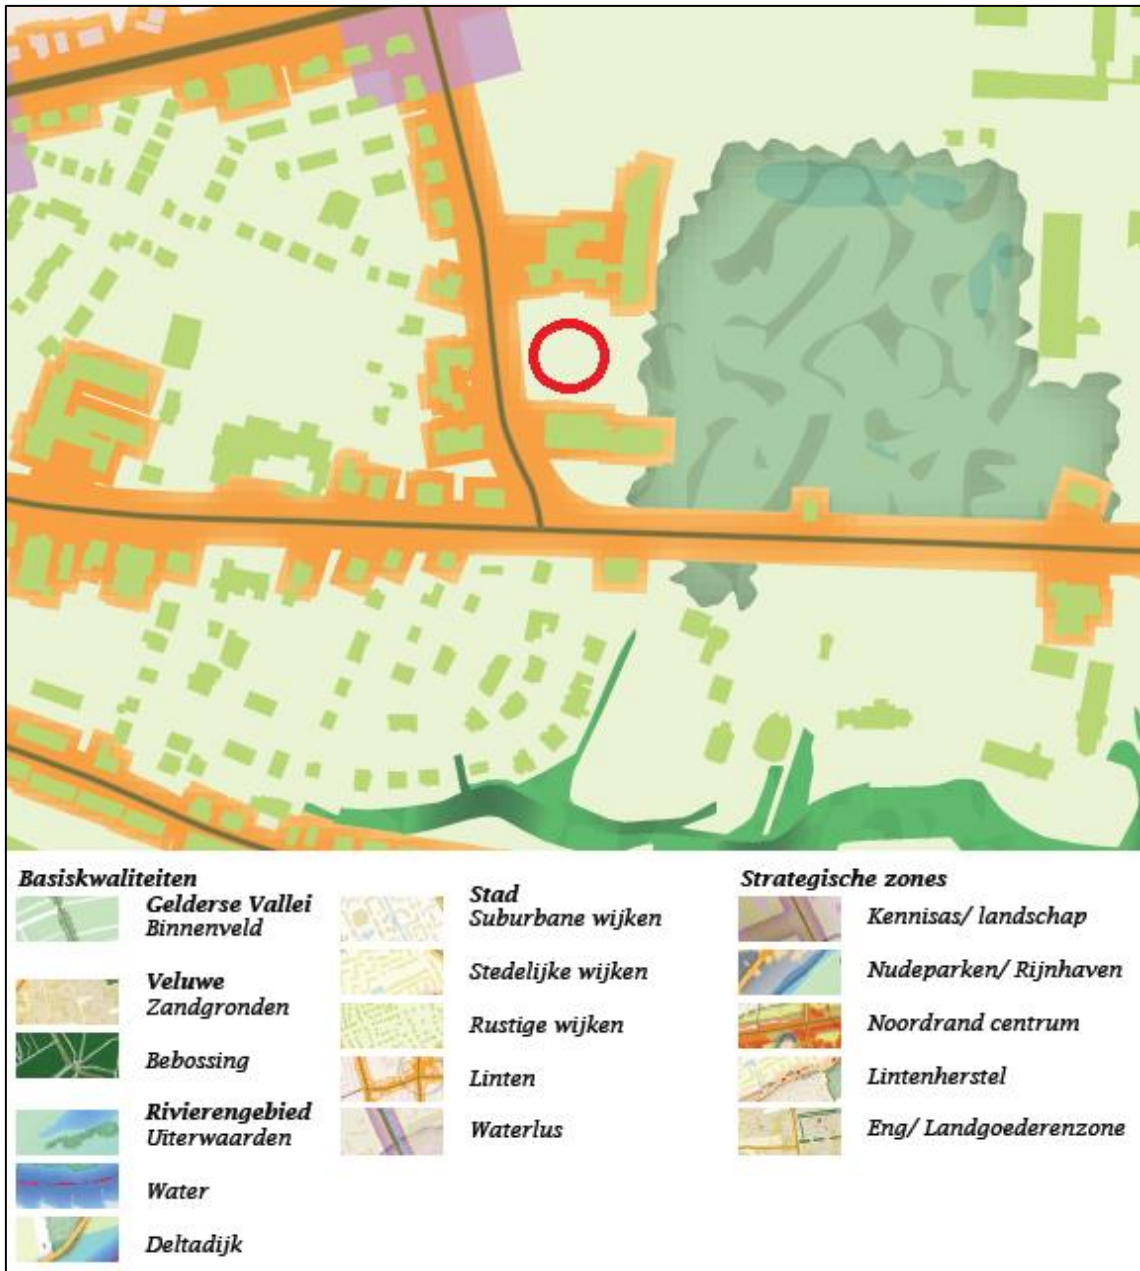 Basiskwaliteiten
Gelderse Vallei
Binnenveld
Veluwe
Zandgronden
Bebossing
Rivierengebied
Uiterwaarden
Water
Deltadijk
Stad
Suburbane wijken
Stedelijke wijken
Rustige wijken
Linten
Waterlus
Strategische zones
Kennisas/ landschap
Nudeparken/ Rijnhaven
Noordrand centrum
Lintenherstel
Eng/ Landgoederenzone